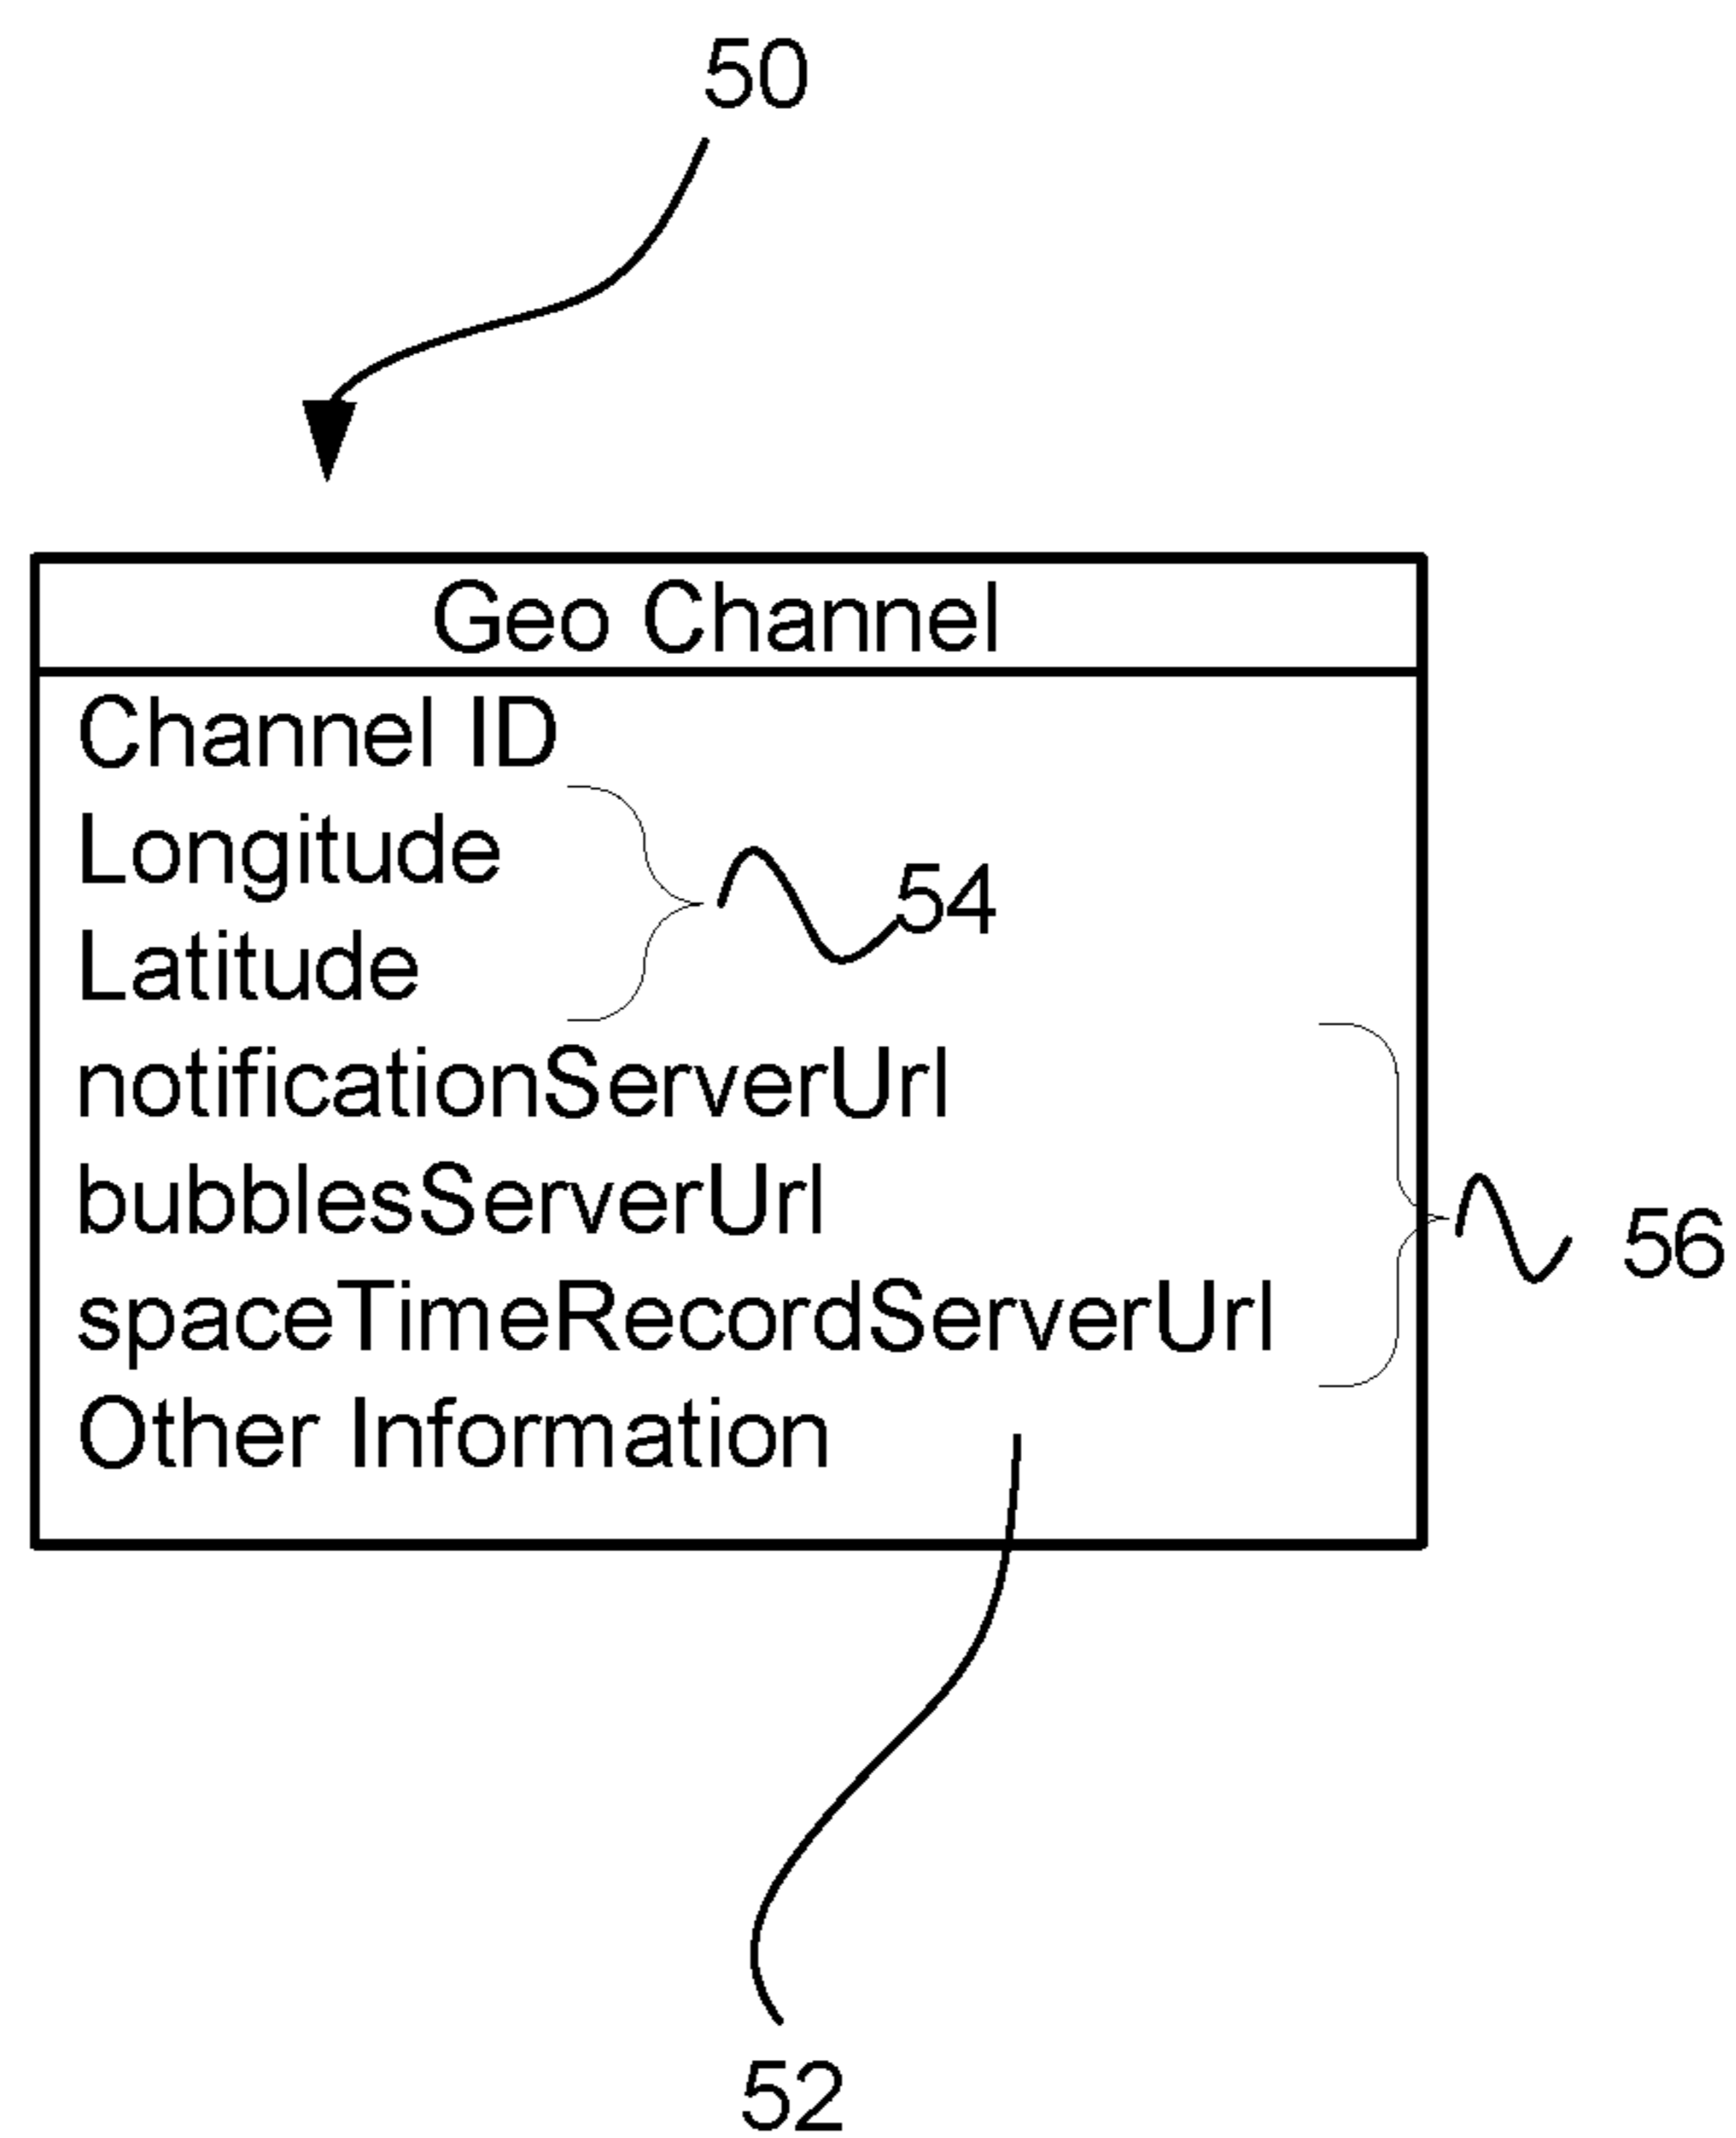 50
Geo Channel
Channel ID
Longitude
54
Latitude
notificationServerUrl
bubblesServerUrl
56
spaceTimeRecordServerUrl
Other Information
52